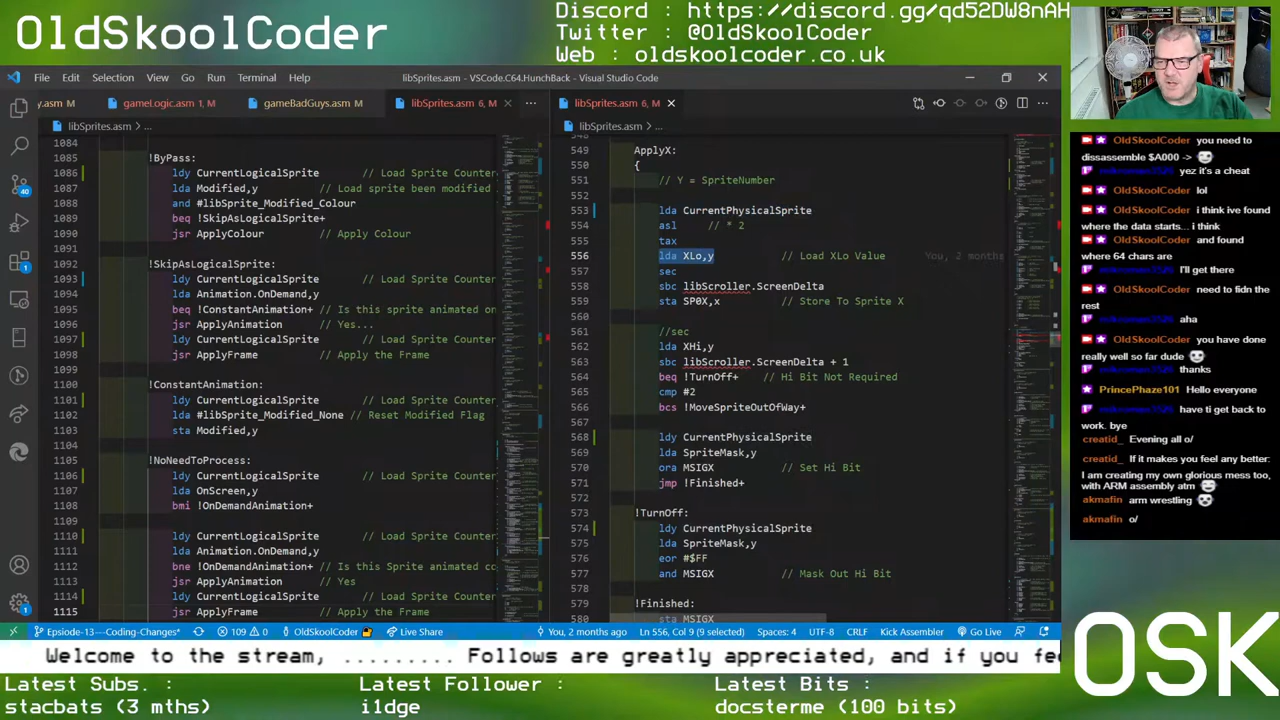 OldSkoolCoder
Discord : https://discord.gg/qd52DW8nAH
Twitter : @OldSkoolCoder
Web : oldskoolcoder.co.uk
File Edit Selection View Go Run Terminal Help
libSprites.asm - VSCode.C64.HunchBack - Visual Studio Code
y.asm M gameLogic.asm 1, M gameBadGuys.asm M libSprites.asm 6, M
libSprites.asm 6, M
libSprites.asm > ...
1084
1085 !ByPass:
1086 ldy CurrentLogicalSprite // Load Sprite Counter
1087 lda Modified,y // Load sprite been modified
1088 and #libSprite_Modified_Colour
1089 beq !SkipAsLogicalSprite+
1090 jsr ApplyColour // Apply Colour
1091
1092 !SkipAsLogicalSprite:
1093 ldy CurrentLogicalSprite // Load Sprite Counter
1094 lda Animation.OnDemand,y
1095 bne !ConstantAnimation+ // Is this sprite animated on
1096 jsr ApplyAnimation // Yes...
1097 ldy CurrentLogicalSprite // Load Sprite Counter
1098 jsr ApplyFrame // Apply the Frame
1099
1100 !ConstantAnimation:
1101 ldy CurrentLogicalSprite // Load Sprite Counter
1102 lda #libSprite_Modified_None // Reset Modified Flag
1103 sta Modified,y
1104
1105 !NoNeedToProcess:
1106 ldy CurrentLogicalSprite // Load Sprite Counter
1107 lda OnScreen,y
1108 bmi !OnDemandAnimation+
1109
1110 ldy CurrentLogicalSprite // Load Sprite Counter
1111 lda Animation.OnDemand,y
1112 bne !OnDemandAnimation+ // Is this Sprite animated co
1113 jsr ApplyAnimation // Yes
1114 ldy CurrentLogicalSprite // Load Sprite Counter
1115 jsr ApplyFrame // Apply the Frame
libSprites.asm > ...
548
549 ApplyX:
550 {
551 // Y = SpriteNumber
552
553 lda CurrentPhysicalSprite
554 asl // * 2
555 tax
556 lda XLo,y // Load XLo Value You, 2 months
557 sec
558 sbc libScroller.ScreenDelta
559 sta SP0X,x // Store To Sprite X
560
561 //sec
562 lda XHi,y
563 sbc libScroller.ScreenDelta + 1
564 beq !TurnOff+ // Hi Bit Not Required
565 cmp #2
566 bcs !MoveSpriteOutOfWay+
567
568 ldy CurrentPhysicalSprite
569 lda SpriteMask,y
570 ora MSIGX // Set Hi Bit
571 jmp !Finished+
572
573 !TurnOff:
574 ldy CurrentPhysicalSprite
575 lda SpriteMask,y
576 eor #$FF
577 and MSIGX // Mask Out Hi Bit
578
579 !Finished:
580 sta MSIGX
40
1
1
Epsiode-13---Coding-Changes* 109 0 OldSkoolCoder Live Share You, 2 months ago Ln 556, Col 9 (9 selected) Spaces: 4 UTF-8 CRLF Kick Assembler Go Live
OldSkoolCoder you need to
dissassemble $A000 ->
yez it's a cheat
OldSkoolCoder lol
OldSkoolCoder i think ive found
where the data starts ... i think
OldSkoolCoder and found
where 64 chars are
I'll get there
OldSkoolCoder need to fidn the
rest
aha
OldSkoolCoder you have done
really well so far dude
thanks
PrincePhaze101 Hello everyone
have ti get back to
work. bye
creatid_ Evening all o/
creatid_ If it makes you feel any better:
I am creating my own glorious mess too,
with ARM assembly atm
akmafin arm wrestling
akmafin o/
OSK
Welcome to the stream, ......... Follows are greatly appreciated, and if you fee
Latest Subs. :
stacbats (3 mths)
Latest Follower :
i1dge
Latest Bits :
docsterme (100 bits)